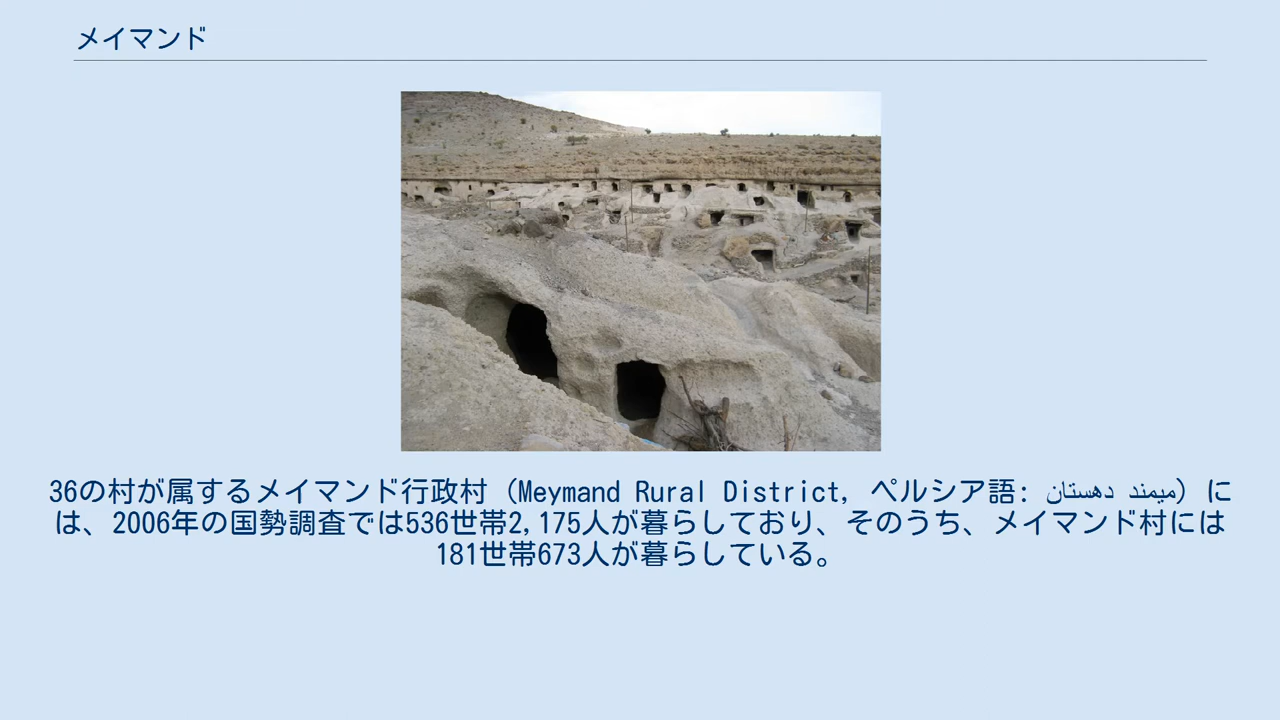 メイマンド
36の村が属するメイマンド行政村（Meymand Rural District, ペルシア語: میمند دهستان）に
は、2006年の国勢調査では536世帯2,175人が暮らしており、そのうち、メイマンド村には
181世帯673人が暮らしている。